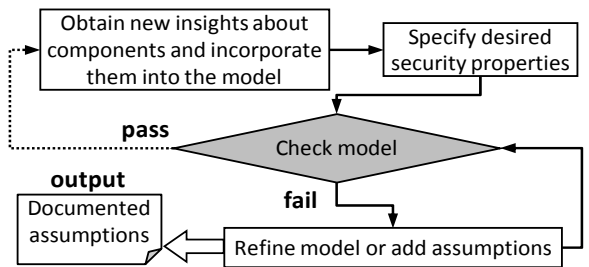 Obtain new insights about
components and incorporate
them into the model
Specify desired
security properties
pass
Check model
output
fail
Documented
assumptions
Refine model or add assumptions